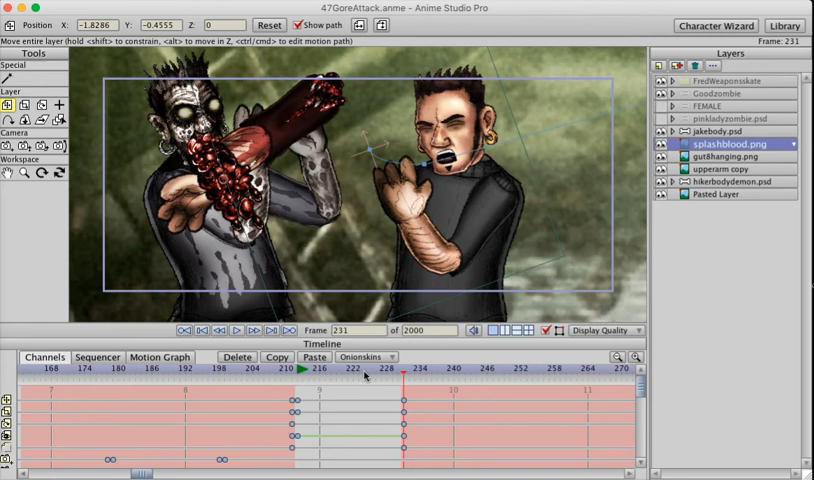 47GoreAttack.anme - Anime Studio Pro
Position X: -1.8286 Y: -0.4555 Z: 0 Reset Show path Character Wizard Library
Move entire layer (hold <shift> to constrain, <alt> to move in Z, <ctrl/cmd> to edit motion path) Frame: 231
Tools
Special
Layer
Camera
Workspace
Layers
FredWeaponsskate
Goodzombie
FEMALE
pinkladyzombie.psd
jakebody.psd
splashblood.png
gut8hanging.png
upperarm copy
hikerbodydemon.psd
Pasted Layer
Frame 231 of 2000 Display Quality
Timeline
Channels Sequencer Motion Graph Delete Copy Paste Onionskins
168 174 180 186 192 198 204 210 216 222 228 234 240 246 252 258 264 270
7 8 9 10 11